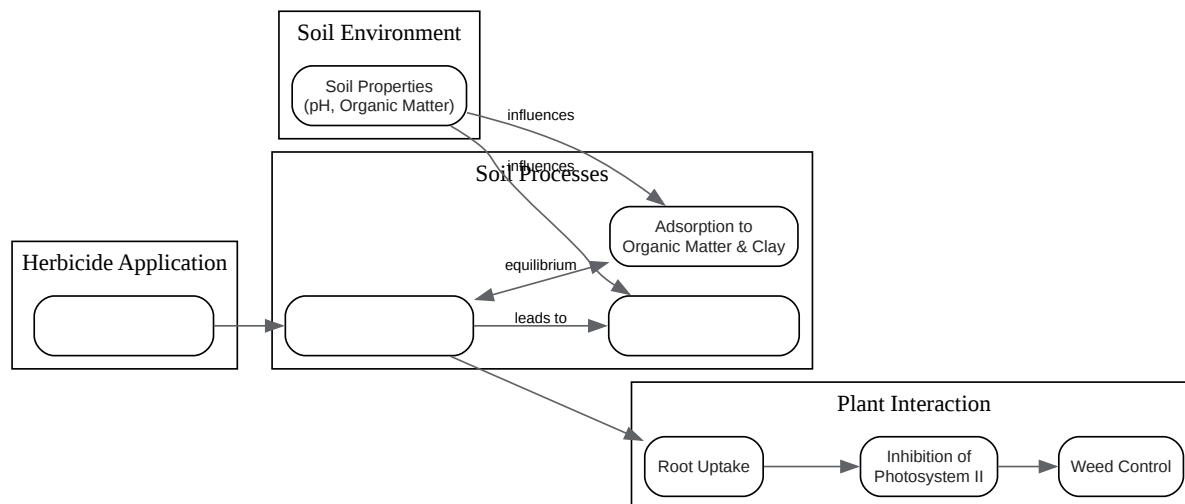 Soil Environment
Soil Properties
(pH, Organic Matter)
influences
influences
Soil Processes
Adsorption to
Organic Matter & Clay
Herbicide Application
equilibrium
leads to
Plant Interaction
Root Uptake
Inhibition of
Photosystem II
Weed Control